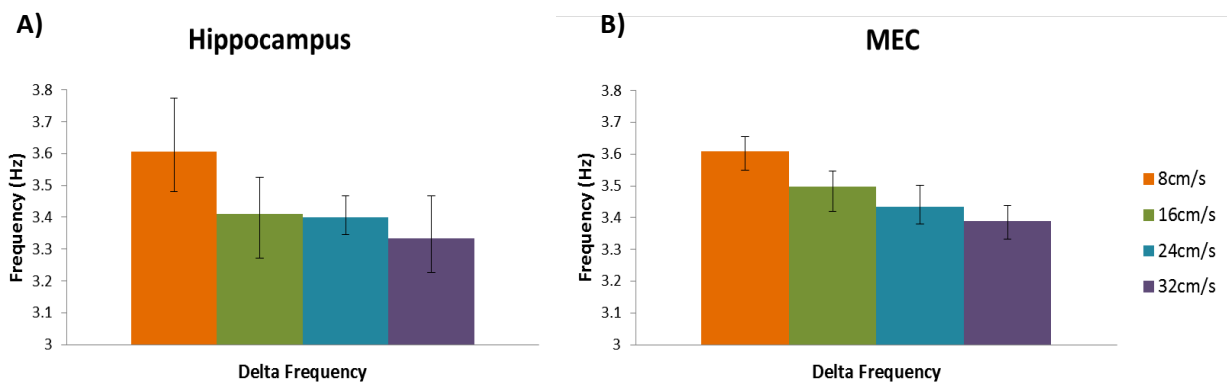 A)
Hippocampus
Frequency (Hz)
3.8
3.7
3.6
3.5
3.4
3.3
3.2
3.1
3
Delta Frequency
B)
MEC
Frequency (Hz)
3.8
3.7
3.6
3.5
3.4
3.3
3.2
3.1
3
Delta Frequency
8cm/s
16cm/s
24cm/s
32cm/s